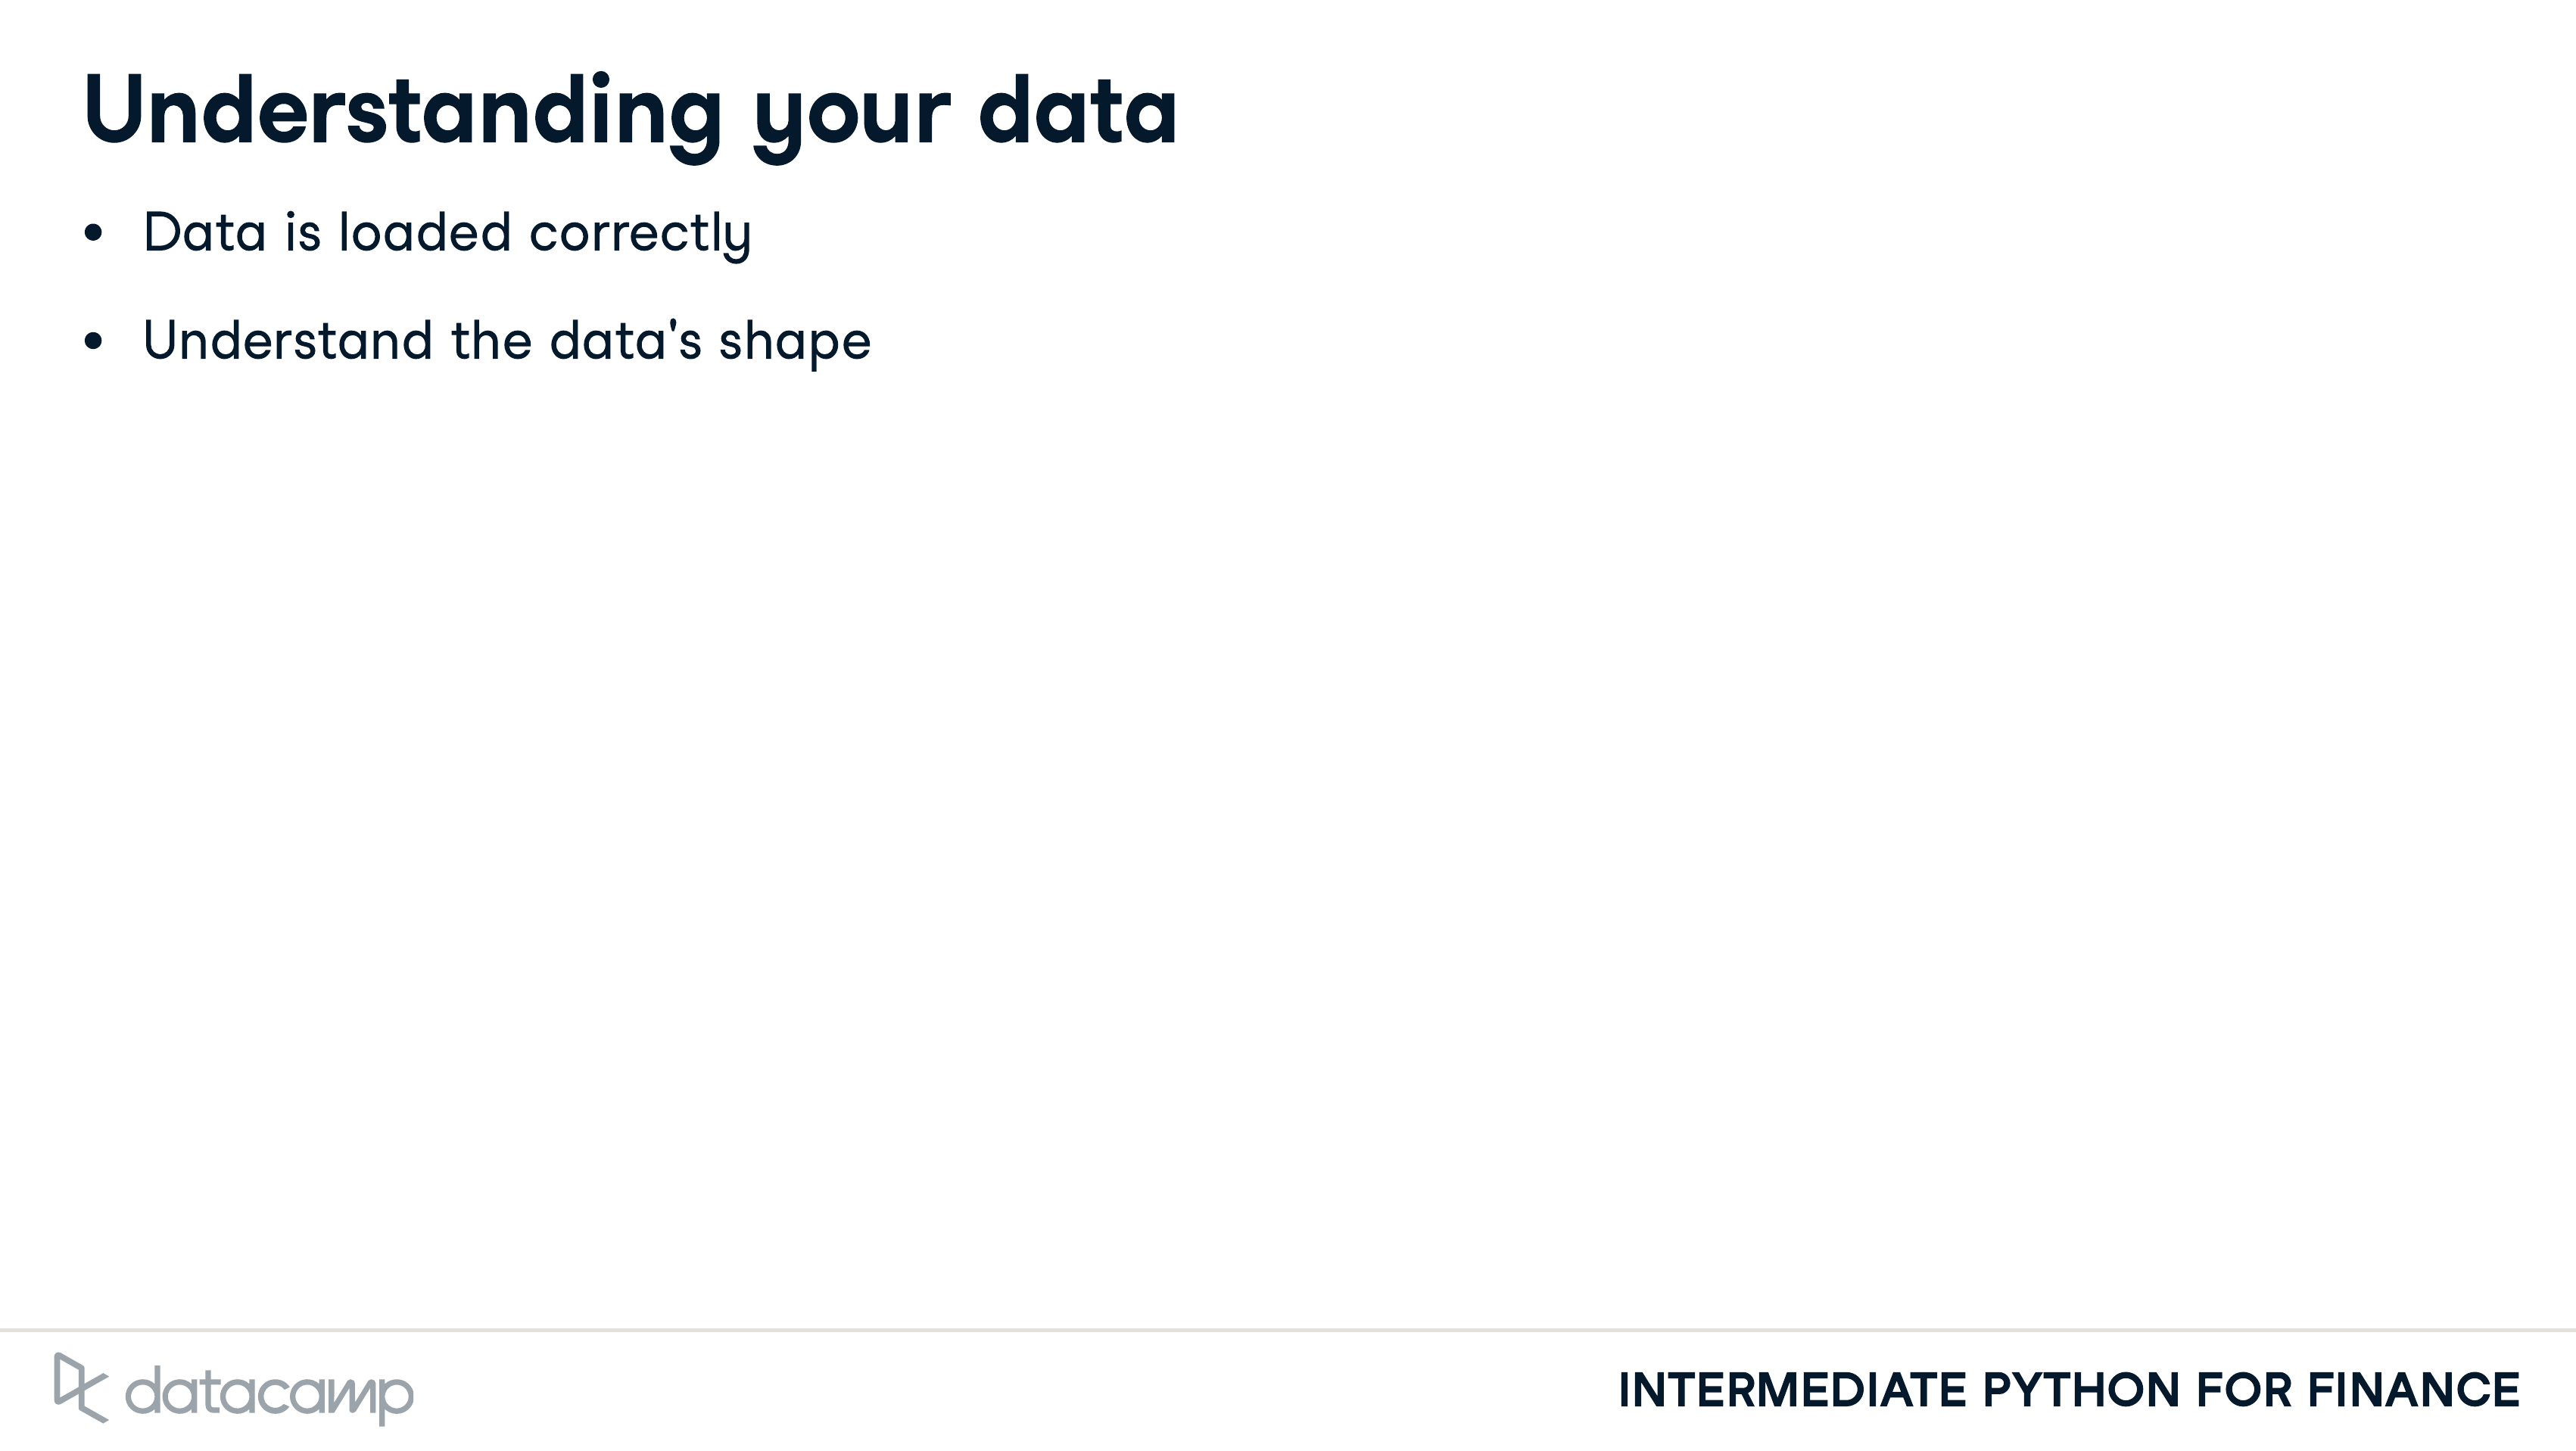 Understanding your data
• Data is loaded correctly
• Understand the data's shape
datacamp
INTERMEDIATE PYTHON FOR FINANCE